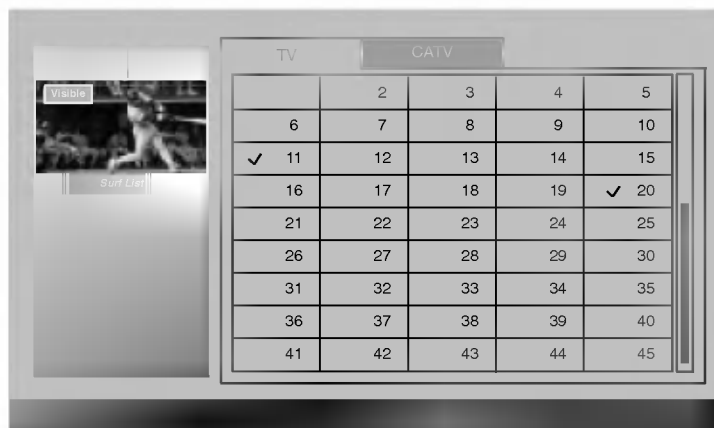 TV CATV
Visible
Surf List
2 3 4 5
6 7 8 9 10
✓ 11 12 13 14 15
16 17 18 19 ✓ 20
21 22 23 24 25
26 27 28 29 30
31 32 33 34 35
36 37 38 39 40
41 42 43 44 45